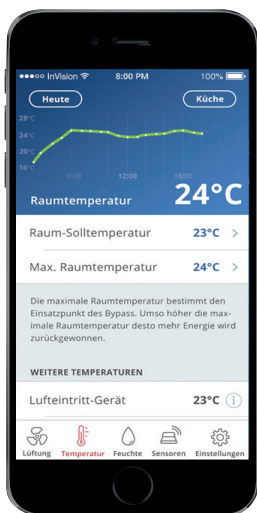 ●●●○○ InVision 8:00 PM 100%
Heute Küche
28°C
24°C
20°C
16°C
6:00 12:00 18:00
Raumtemperatur 24°C
Raum-Solltemperatur 23°C >
Max. Raumtemperatur 24°C >
Die maximale Raumtemperatur bestimmt den
Einsatzpunkt des Bypass. Umso höher die max-
imale Raumtemperatur desto mehr Energie wird
zurückgewonnen.
WEITERE TEMPERATUREN
Lufteintritt-Gerät 23°C i
Lüftung Temperatur Feuchte Sensoren Einstellungen